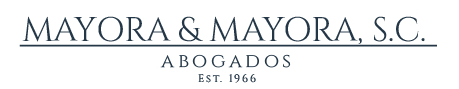 MAYORA & MAYORA, S.C.
ABOGADOS
EST. 1966